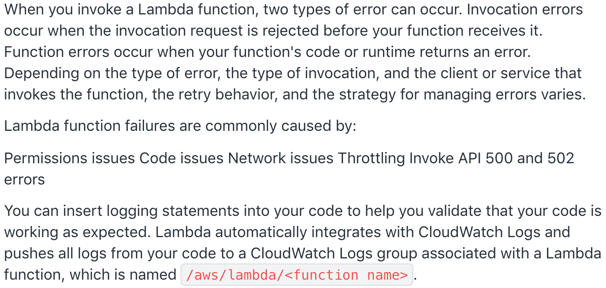 When you invoke a Lambda function, two types of error can occur. Invocation errors
occur when the invocation request is rejected before your function receives it.
Function errors occur when your function's code or runtime returns an error.
Depending on the type of error, the type of invocation, and the client or service that
invokes the function, the retry behavior, and the strategy for managing errors varies.
Lambda function failures are commonly caused by:
Permissions issues Code issues Network issues Throttling Invoke API 500 and 502
errors
You can insert logging statements into your code to help you validate that your code is
working as expected. Lambda automatically integrates with CloudWatch Logs and
pushes all logs from your code to a CloudWatch Logs group associated with a Lambda
function, which is named /aws/lambda/<function name>.